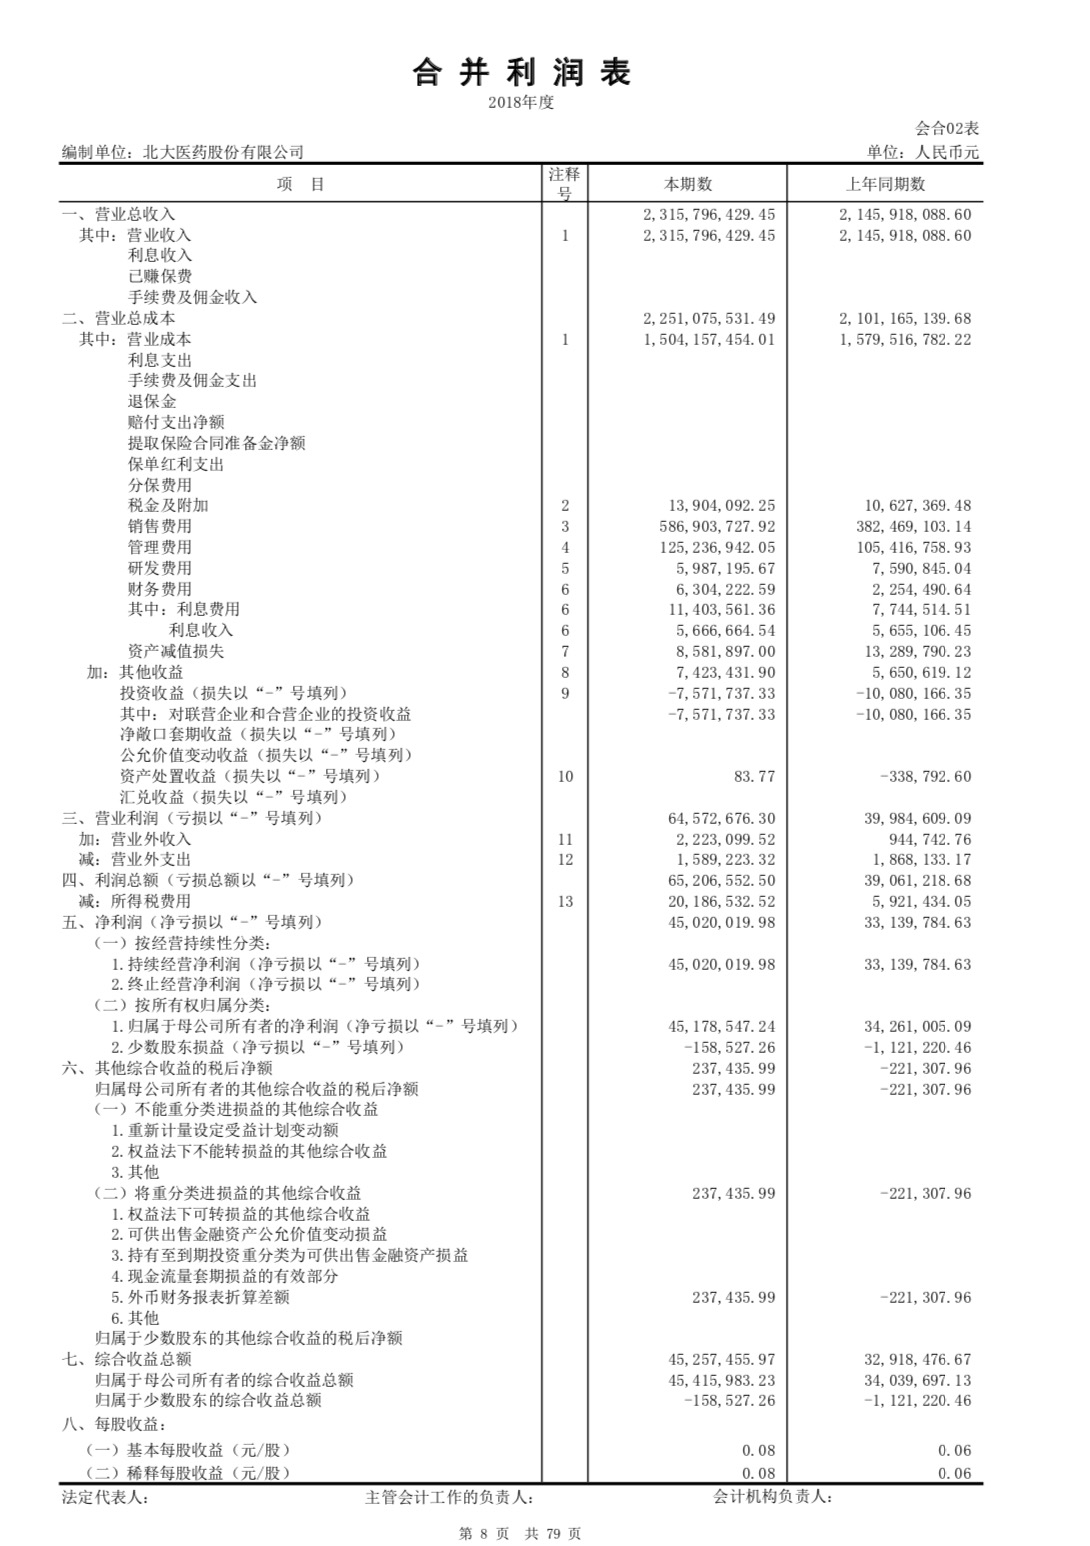 合并利润表
2018年度
会合02表
编制单位：北大医药股份有限公司 单位：人民币元
项 目 注释号 本期数 上年同期数
一、营业总收入 2,315,796,429.45 2,145,918,088.60
其中：营业收入 1 2,315,796,429.45 2,145,918,088.60
利息收入
已赚保费
手续费及佣金收入
二、营业总成本 2,251,075,531.49 2,101,165,139.68
其中：营业成本 1 1,504,157,454.01 1,579,516,782.22
利息支出
手续费及佣金支出
退保金
赔付支出净额
提取保险合同准备金净额
保单红利支出
分保费用
税金及附加 2 13,904,092.25 10,627,369.48
销售费用 3 586,903,727.92 382,469,103.14
管理费用 4 125,236,942.05 105,416,758.93
研发费用 5 5,987,195.67 7,590,845.04
财务费用 6 6,304,222.59 2,254,490.64
其中：利息费用 6 11,403,561.36 7,744,514.51
利息收入 6 5,666,664.54 5,655,106.45
资产减值损失 7 8,581,897.00 13,289,790.23
加：其他收益 8 7,423,431.90 5,650,619.12
投资收益（损失以“-”号填列） 9 -7,571,737.33 -10,080,166.35
其中：对联营企业和合营企业的投资收益 -7,571,737.33 -10,080,166.35
净敞口套期收益（损失以“-”号填列）
公允价值变动收益（损失以“-”号填列）
资产处置收益（损失以“-”号填列） 10 83.77 -338,792.60
汇兑收益（损失以“-”号填列）
三、营业利润（亏损以“-”号填列） 64,572,676.30 39,984,609.09
加：营业外收入 11 2,223,099.52 944,742.76
减：营业外支出 12 1,589,223.32 1,868,133.17
四、利润总额（亏损总额以“-”号填列） 65,206,552.50 39,061,218.68
减：所得税费用 13 20,186,532.52 5,921,434.05
五、净利润（净亏损以“-”号填列） 45,020,019.98 33,139,784.63
（一）按经营持续性分类：
1.持续经营净利润（净亏损以“-”号填列） 45,020,019.98 33,139,784.63
2.终止经营净利润（净亏损以“-”号填列）
（二）按所有权归属分类：
1.归属于母公司所有者的净利润（净亏损以“-”号填列） 45,178,547.24 34,261,005.09
2.少数股东损益（净亏损以“-”号填列） -158,527.26 -1,121,220.46
六、其他综合收益的税后净额 237,435.99 -221,307.96
归属母公司所有者的其他综合收益的税后净额 237,435.99 -221,307.96
（一）不能重分类进损益的其他综合收益
1.重新计量设定受益计划变动额
2.权益法下不能转损益的其他综合收益
3.其他
（二）将重分类进损益的其他综合收益 237,435.99 -221,307.96
1.权益法下可转损益的其他综合收益
2.可供出售金融资产公允价值变动损益
3.持有至到期投资重分类为可供出售金融资产损益
4.现金流量套期损益的有效部分
5.外币财务报表折算差额 237,435.99 -221,307.96
6.其他
归属于少数股东的其他综合收益的税后净额
七、综合收益总额 45,257,455.97 32,918,476.67
归属于母公司所有者的综合收益总额 45,415,983.23 34,039,697.13
归属于少数股东的综合收益总额 -158,527.26 -1,121,220.46
八、每股收益：
（一）基本每股收益（元/股） 0.08 0.06
（二）稀释每股收益（元/股） 0.08 0.06
法定代表人： 主管会计工作的负责人： 会计机构负责人：
第 8 页 共 79 页